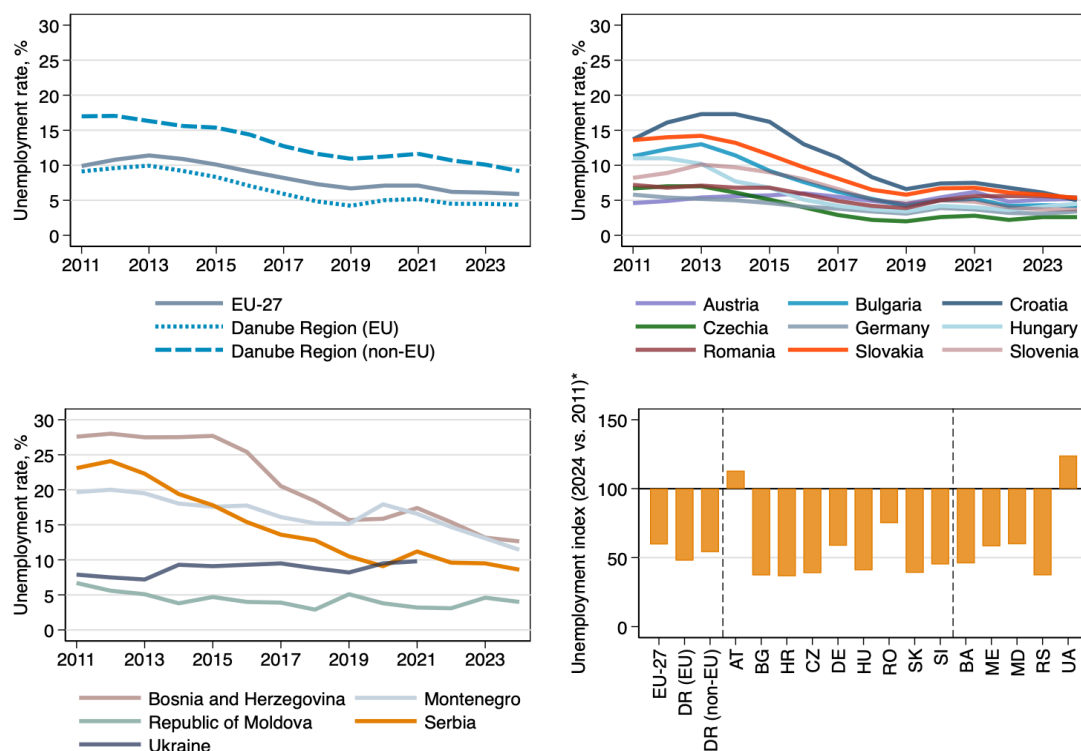 Unemployment rate, %
30
25
20
15
10
5
0
2011 2013 2015 2017 2019 2021 2023
EU-27
Danube Region (EU)
Danube Region (non-EU)
Unemployment rate, %
30
25
20
15
10
5
0
2011 2013 2015 2017 2019 2021 2023
Austria Bulgaria Croatia
Czechia Germany Hungary
Romania Slovakia Slovenia
Unemployment rate, %
30
25
20
15
10
5
0
2011 2013 2015 2017 2019 2021 2023
Bosnia and Herzegovina Montenegro
Republic of Moldova Serbia
Ukraine
Unemployment index (2024 vs. 2011)*
150
100
50
0
EU-27 DR (EU) DR (non-EU) AT BG HR CZ DE HU RO SK SI BA ME MD RS UA